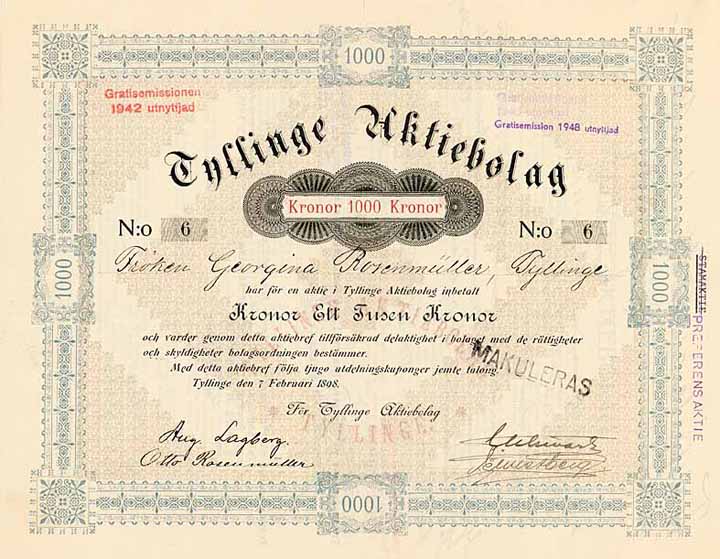 1000
Gratisemissionen
1942 utnyttjad
Gratisemission 1948 utnyttjad
Tyllinge Aktiebolag
Kronor 1000 Kronor
N:o 6 N:o 6
Fröken Georgina Rosenmüller, Tyllinge
har för en aktie i Tyllinge Aktiebolag inbetalt
Kronor Ett Tusen Kronor
och varder genom detta aktiebref tillförsäkrad delaktighet i bolaget med de rättigheter
och skyldigheter bolagsordningen bestämmer.
Med detta aktiebref följa tjugo utdelningskuponger jemte talong.
Tyllinge den 7 Februari 1898.
MAKULERAS
För Tyllinge Aktiebolag
TYLLINGE
Aug. Lagberg.
Otto Rosenmüller
1000
1000
1000
STAMAKTIE
PREFERENSAKTIE